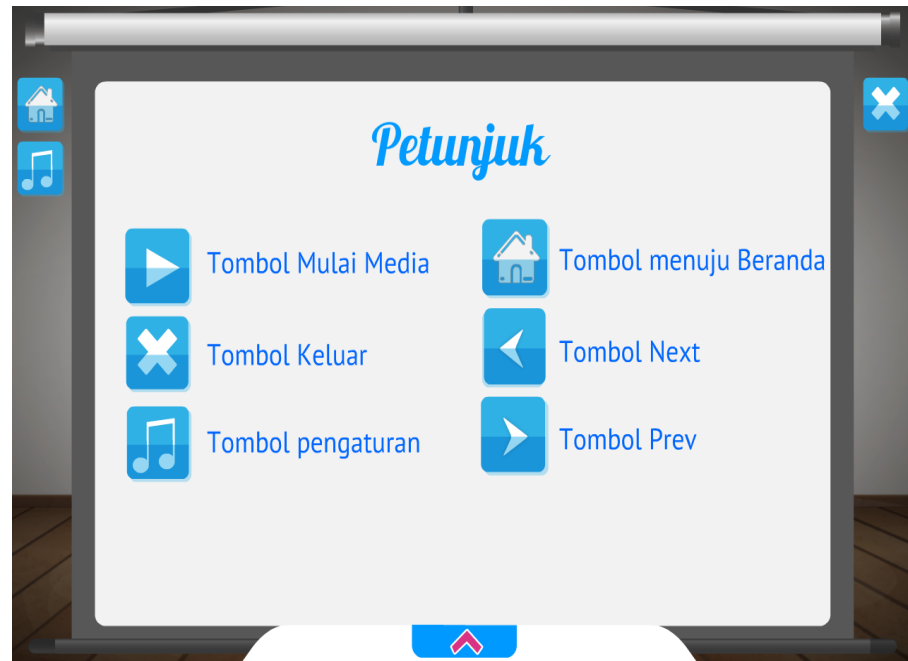 Petunjuk
Tombol Mulai Media
Tombol menuju Beranda
Tombol Keluar
Tombol Next
Tombol pengaturan
Tombol Prev